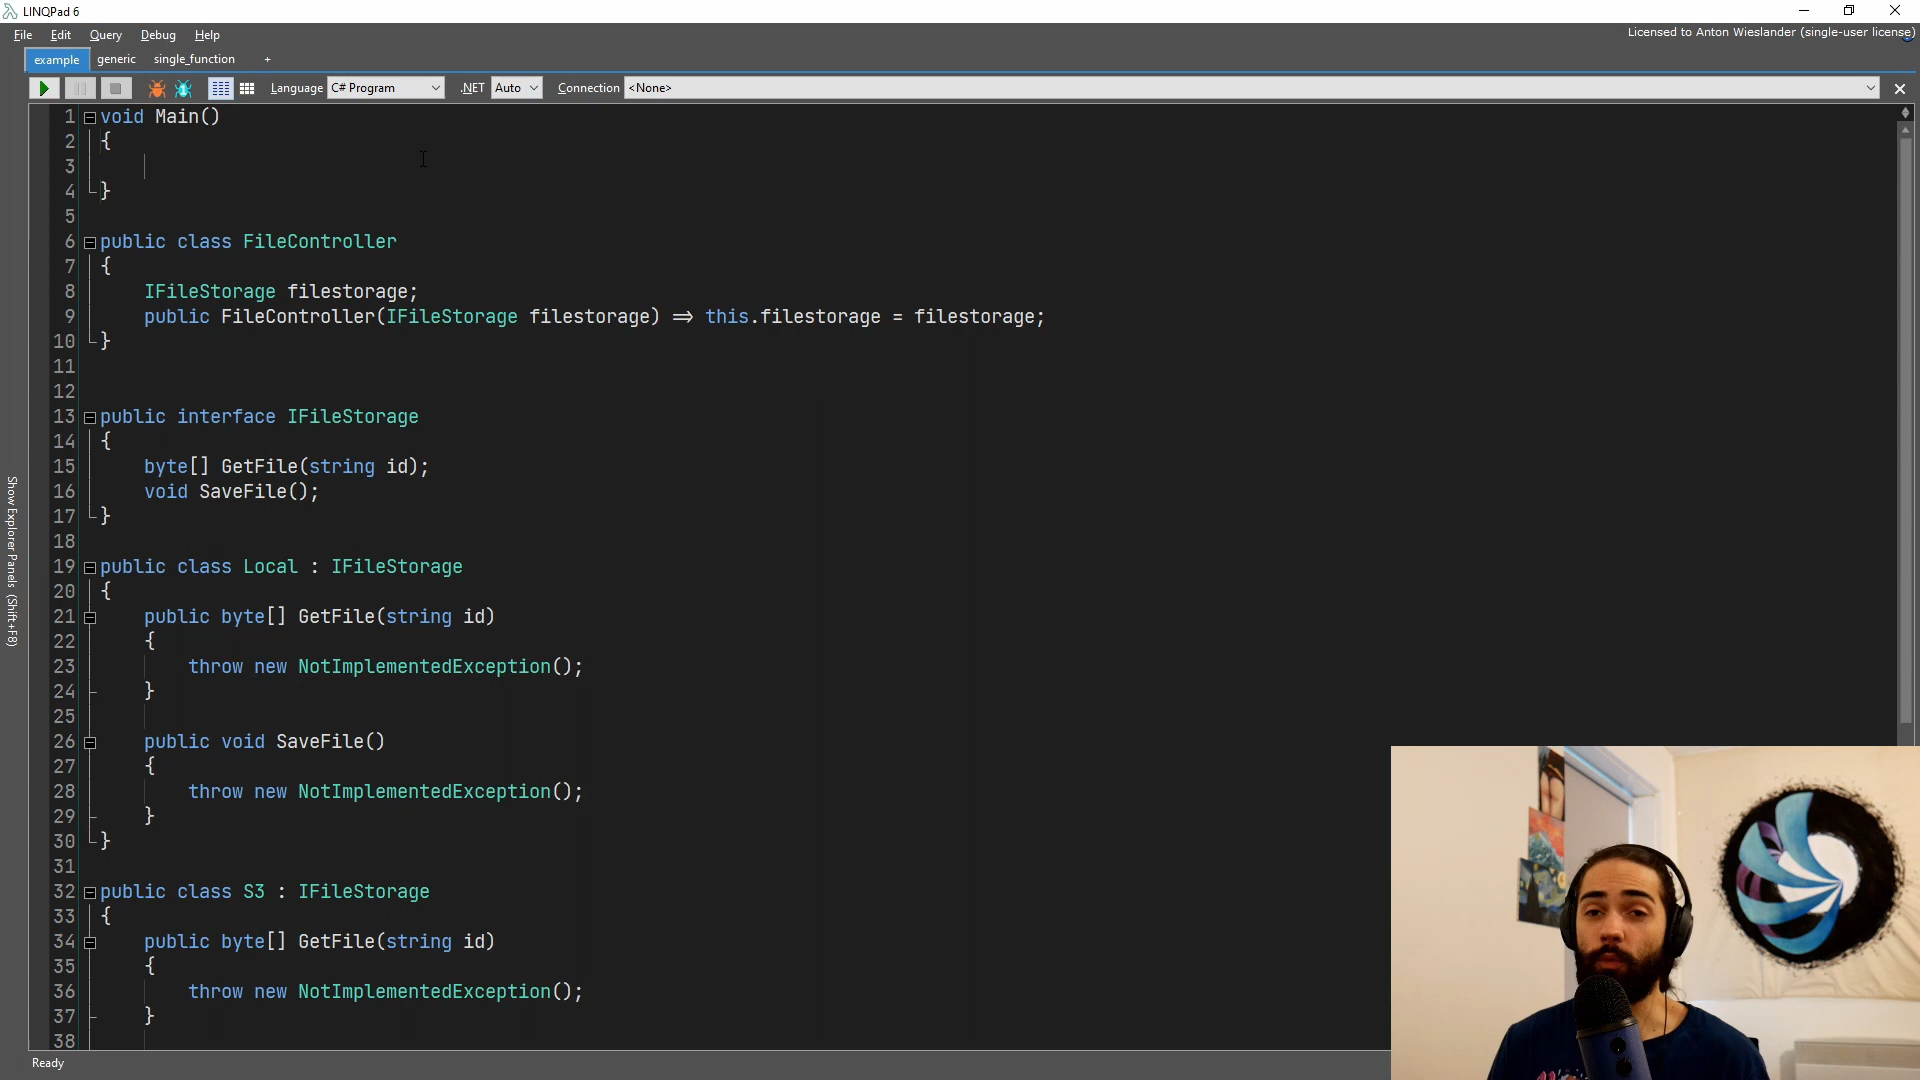 LINQPad 6
File Edit Query Debug Help
Licensed to Anton Wieslander (single-user license)
example generic single_function +
Language C# Program .NET Auto Connection <None>
1 void Main()
2 {
3
4 }
5
6 public class FileController
7 {
8 IFileStorage filestorage;
9 public FileController(IFileStorage filestorage) => this.filestorage = filestorage;
10 }
11
12
13 public interface IFileStorage
14 {
15 byte[] GetFile(string id);
16 void SaveFile();
17 }
18
19 public class Local : IFileStorage
20 {
21 public byte[] GetFile(string id)
22 {
23 throw new NotImplementedException();
24 }
25
26 public void SaveFile()
27 {
28 throw new NotImplementedException();
29 }
30 }
31
32 public class S3 : IFileStorage
33 {
34 public byte[] GetFile(string id)
35 {
36 throw new NotImplementedException();
37 }
38
Show Explorer Panels (Shift+F8)
Ready